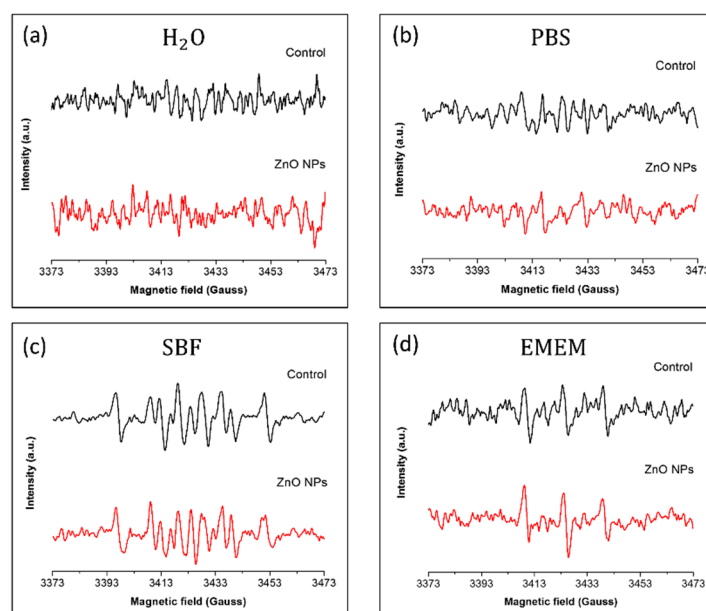 (a) H₂O
Control
ZnO NPs
Intensity (a.u.)
3373 3393 3413 3433 3453 3473
Magnetic field (Gauss)
(b) PBS
Control
ZnO NPs
Intensity (a.u.)
3373 3393 3413 3433 3453 3473
Magnetic field (Gauss)
(c) SBF
Control
ZnO NPs
Intensity (a.u.)
3373 3393 3413 3433 3453 3473
Magnetic field (Gauss)
(d) EMEM
Control
ZnO NPs
Intensity (a.u.)
3373 3393 3413 3433 3453 3473
Magnetic field (Gauss)